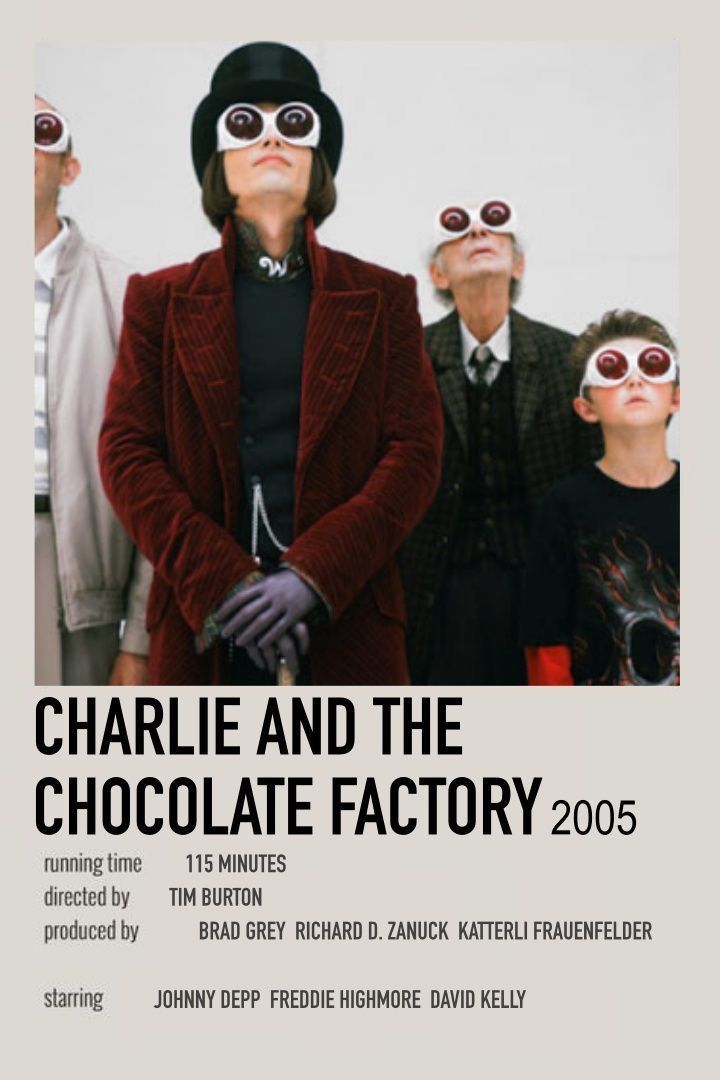 W
CHARLIE AND THE
CHOCOLATE FACTORY 2005
running time 115 MINUTES
directed by TIM BURTON
produced by BRAD GREY RICHARD D. ZANUCK KATTERLI FRAUENFELDER
starring JOHNNY DEPP FREDDIE HIGHMORE DAVID KELLY